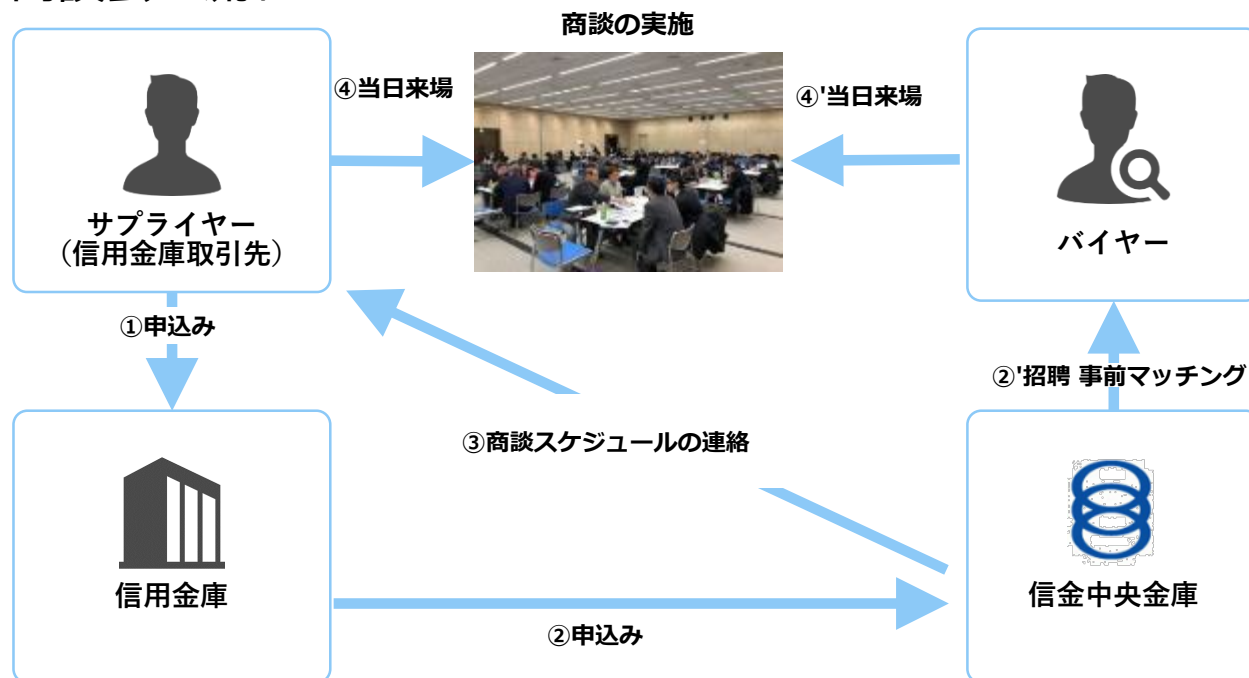 商談の実施
④当日来場
④'当日来場
サプライヤー
（信用金庫取引先）
バイヤー
①申込み
②'招聘 事前マッチング
③商談スケジュールの連絡
信用金庫
信金中央金庫
②申込み